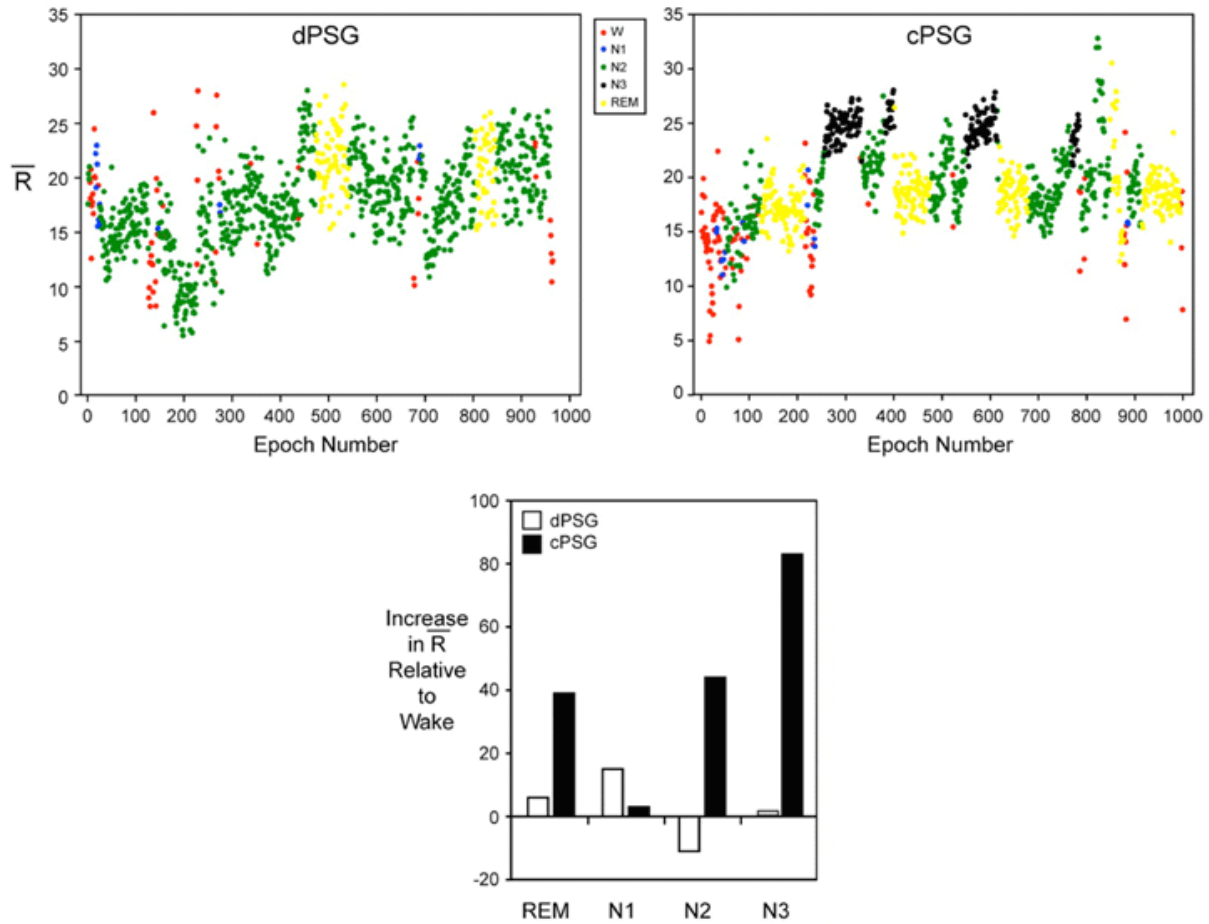 dPSG
35
30
25
20
15
10
5
0
R
0 100 200 300 400 500 600 700 800 900 1000
Epoch Number
W
N1
N2
N3
REM
cPSG
35
30
25
20
15
10
5
0
0 100 200 300 400 500 600 700 800 900 1000
Epoch Number
dPSG
cPSG
100
80
60
40
20
0
-20
Increase
in R
Relative
to
Wake
REM N1 N2 N3